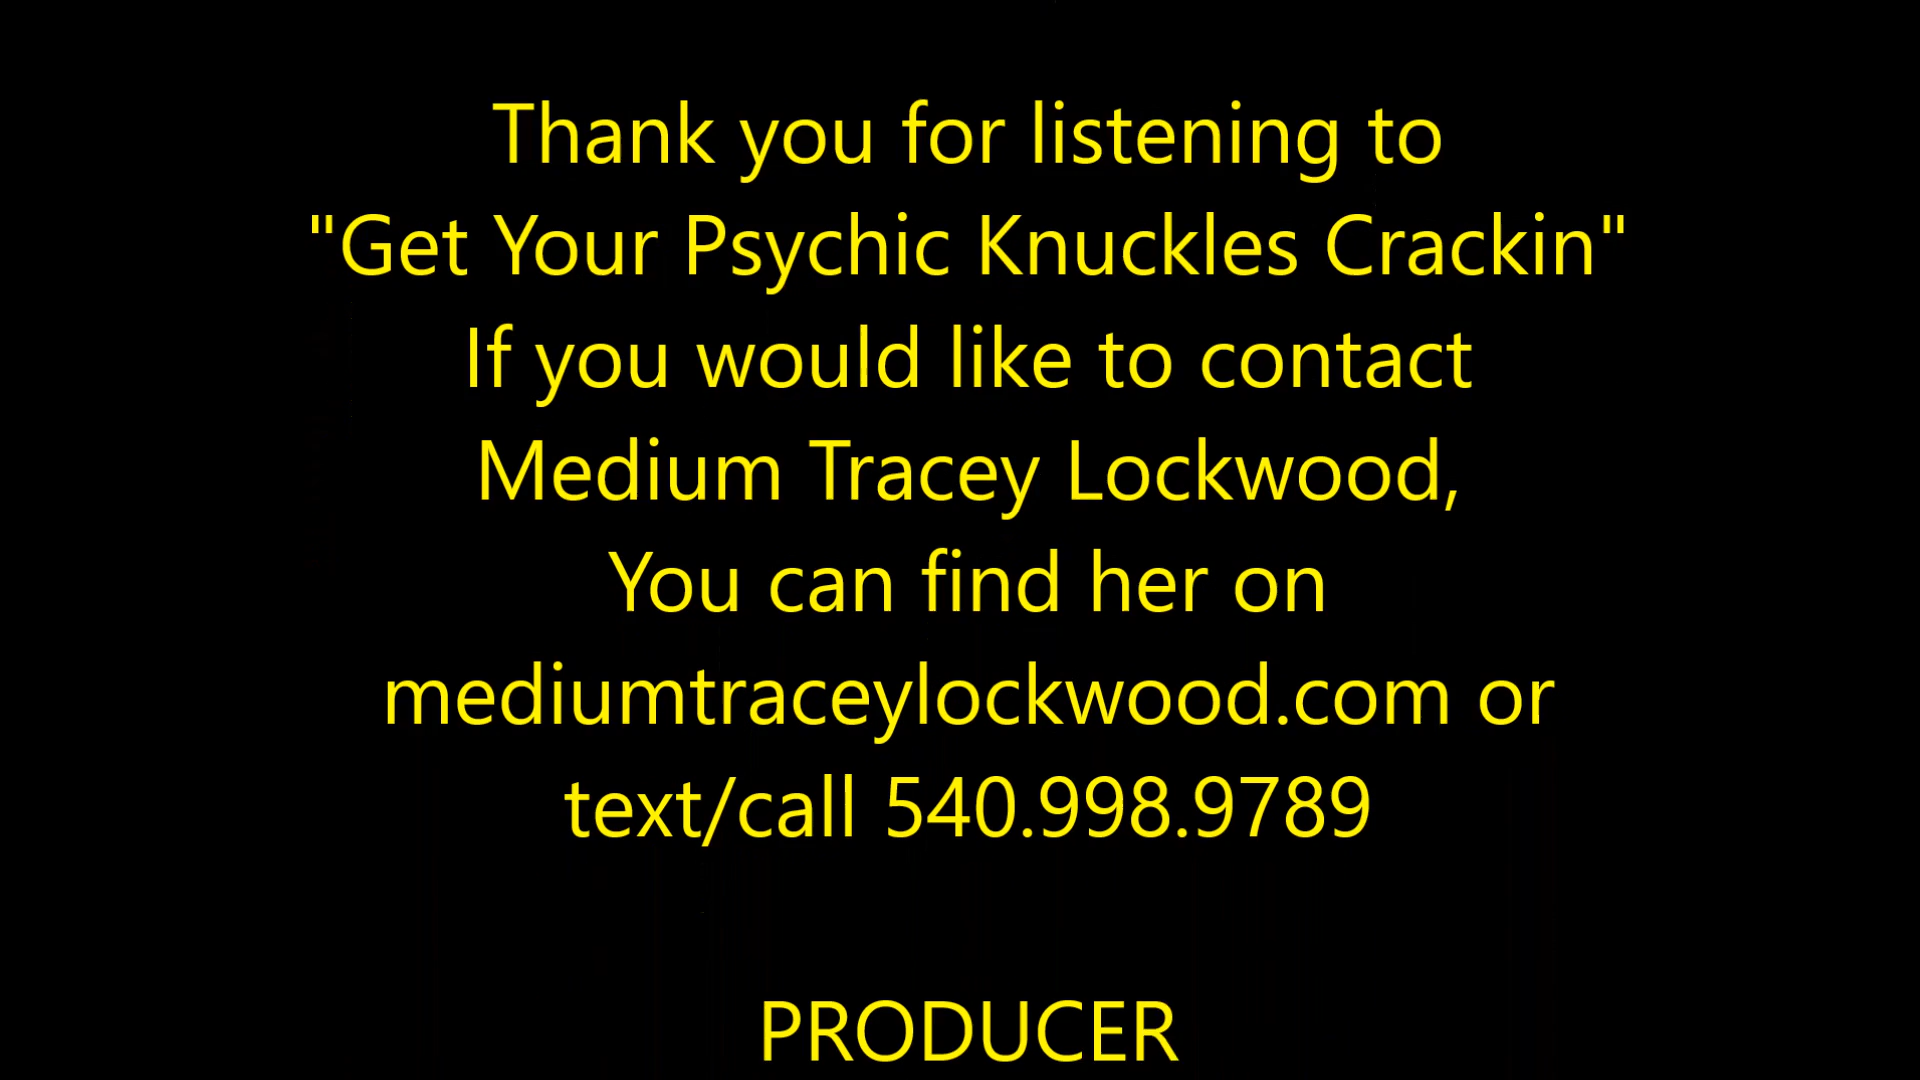 Thank you for listening to
"Get Your Psychic Knuckles Crackin"
If you would like to contact
Medium Tracey Lockwood,
You can find her on
mediumtraceylockwood.com or
text/call 540.998.9789
PRODUCER